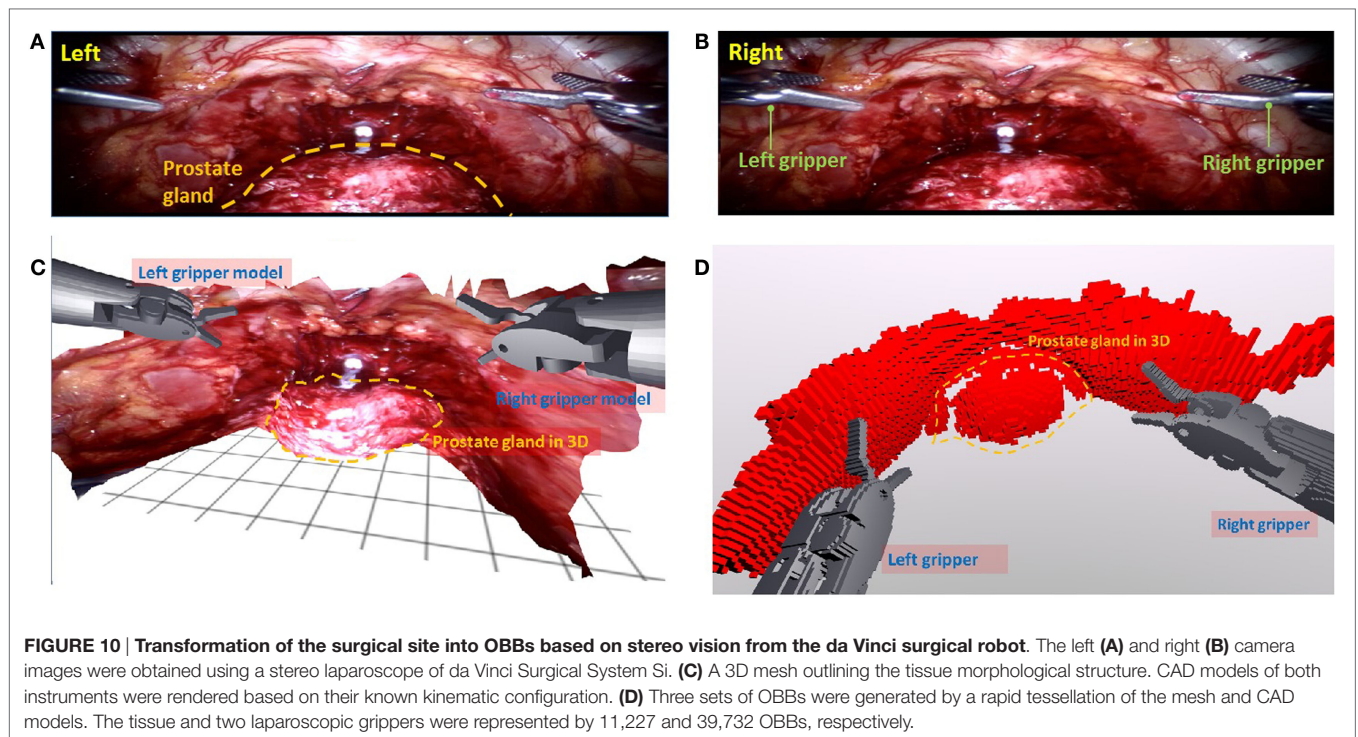 A
Left
Prostate
gland
B
Right
Left gripper
Right gripper
C
Left gripper model
Right gripper model
Prostate gland in 3D
D
Prostate gland in 3D
Right gripper
Left gripper
FIGURE 10 | Transformation of the surgical site into OBBs based on stereo vision from the da Vinci surgical robot. The left (A) and right (B) camera
images were obtained using a stereo laparoscope of da Vinci Surgical System Si. (C) A 3D mesh outlining the tissue morphological structure. CAD models of both
instruments were rendered based on their known kinematic configuration. (D) Three sets of OBBs were generated by a rapid tessellation of the mesh and CAD
models. The tissue and two laparoscopic grippers were represented by 11,227 and 39,732 OBBs, respectively.